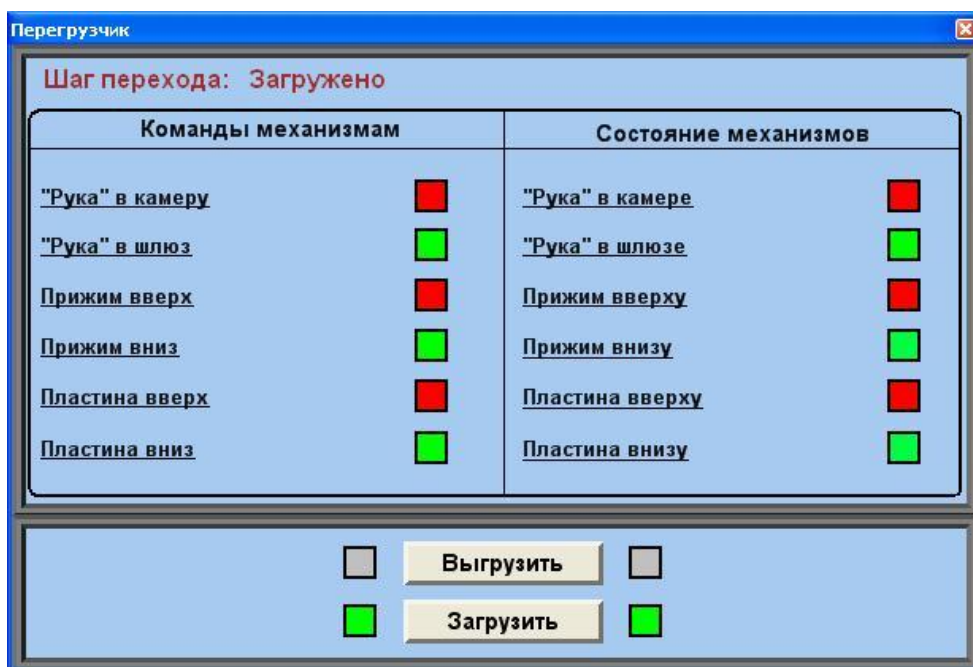 Перегрузчик
Шаг перехода: Загружено
Команды механизмам
Состояние механизмов
"Рука" в камеру
"Рука" в камере
"Рука" в шлюз
"Рука" в шлюзе
Прижим вверх
Прижим вверху
Прижим вниз
Прижим внизу
Пластина вверх
Пластина вверху
Пластина вниз
Пластина внизу
Выгрузить
Загрузить